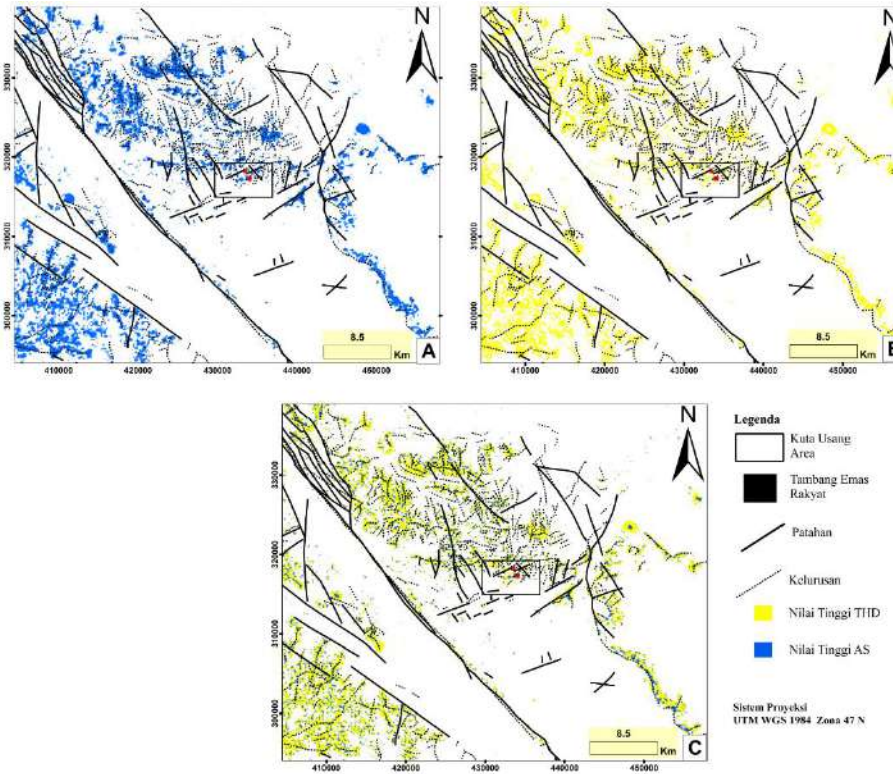 N
330000
320000
310000
300000
8.5
Km
A
410000
420000
430000
440000
450000
N
330000
320000
310000
300000
8.5
Km
410000
420000
430000
440000
450000
N
330000
320000
310000
300000
8.5
Km
C
410000
420000
430000
440000
450000
Legenda
Kuta Usang
Area
Tambang Emas
Rakyat
Patahan
Kelurusan
Nilai Tinggi THD
Nilai Tinggi AS
Sistem Proyeksi
UTM WGS 1984 Zona 47 N